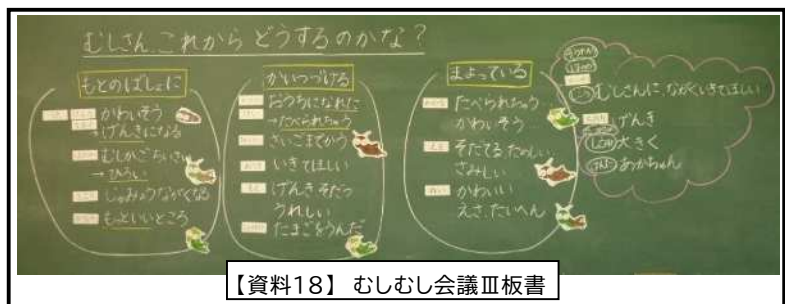 むしさん、これから どうするのかな？
もとのばしょに
かわいそう
→げんきになる
むしかごちいさい
→ひろい
じゅみょうながくなる
もっといいところ
かいつづける
おうちになれた
→たべられちゃう
さいごまでかう
いきてほしい
げんきそだつ
うれしい
たまごをうんだ
まよっている
たべられちゃう
かわいそう
そだてる、たのしい
さみしい
かわいい
えさ、たいへん
むしさんに、ながくいきてほしい
げんき
大きく
あかちゃん
【資料18】 むしむし会議Ⅲ板書